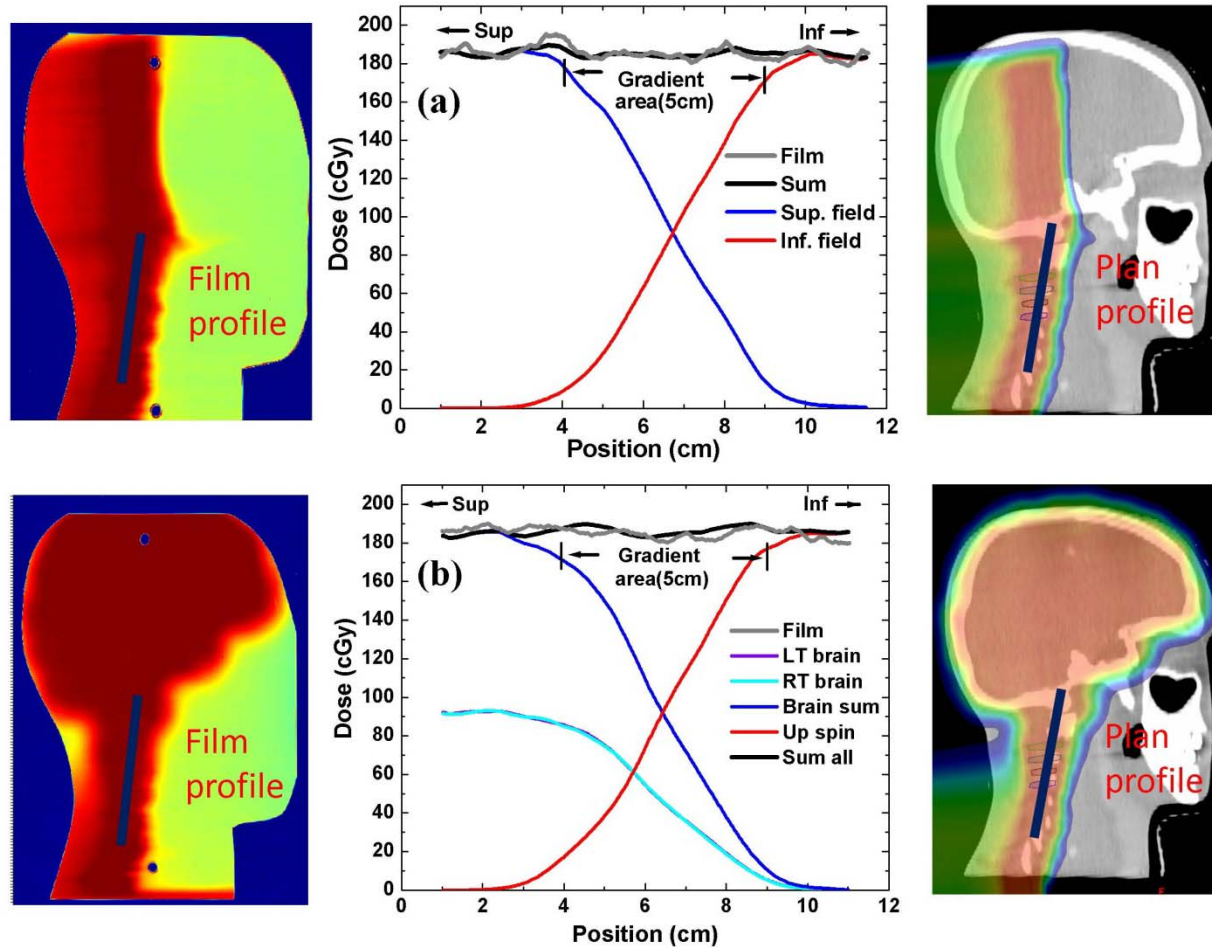 Film
profile
210
200
180
160
140
120
100
80
60
40
20
0
Dose (cGy)
Sup
Inf
Gradient
area(5cm)
(a)
Film
Sum
Sup. field
Inf. field
0 2 4 6 8 10 12
Position (cm)
Plan
profile
Film
profile
210
200
180
160
140
120
100
80
60
40
20
0
Dose (cGy)
Sup
Inf
Gradient
area(5cm)
(b)
Film
LT brain
RT brain
Brain sum
Up spin
Sum all
0 2 4 6 8 10 12
Position (cm)
Plan
profile
F